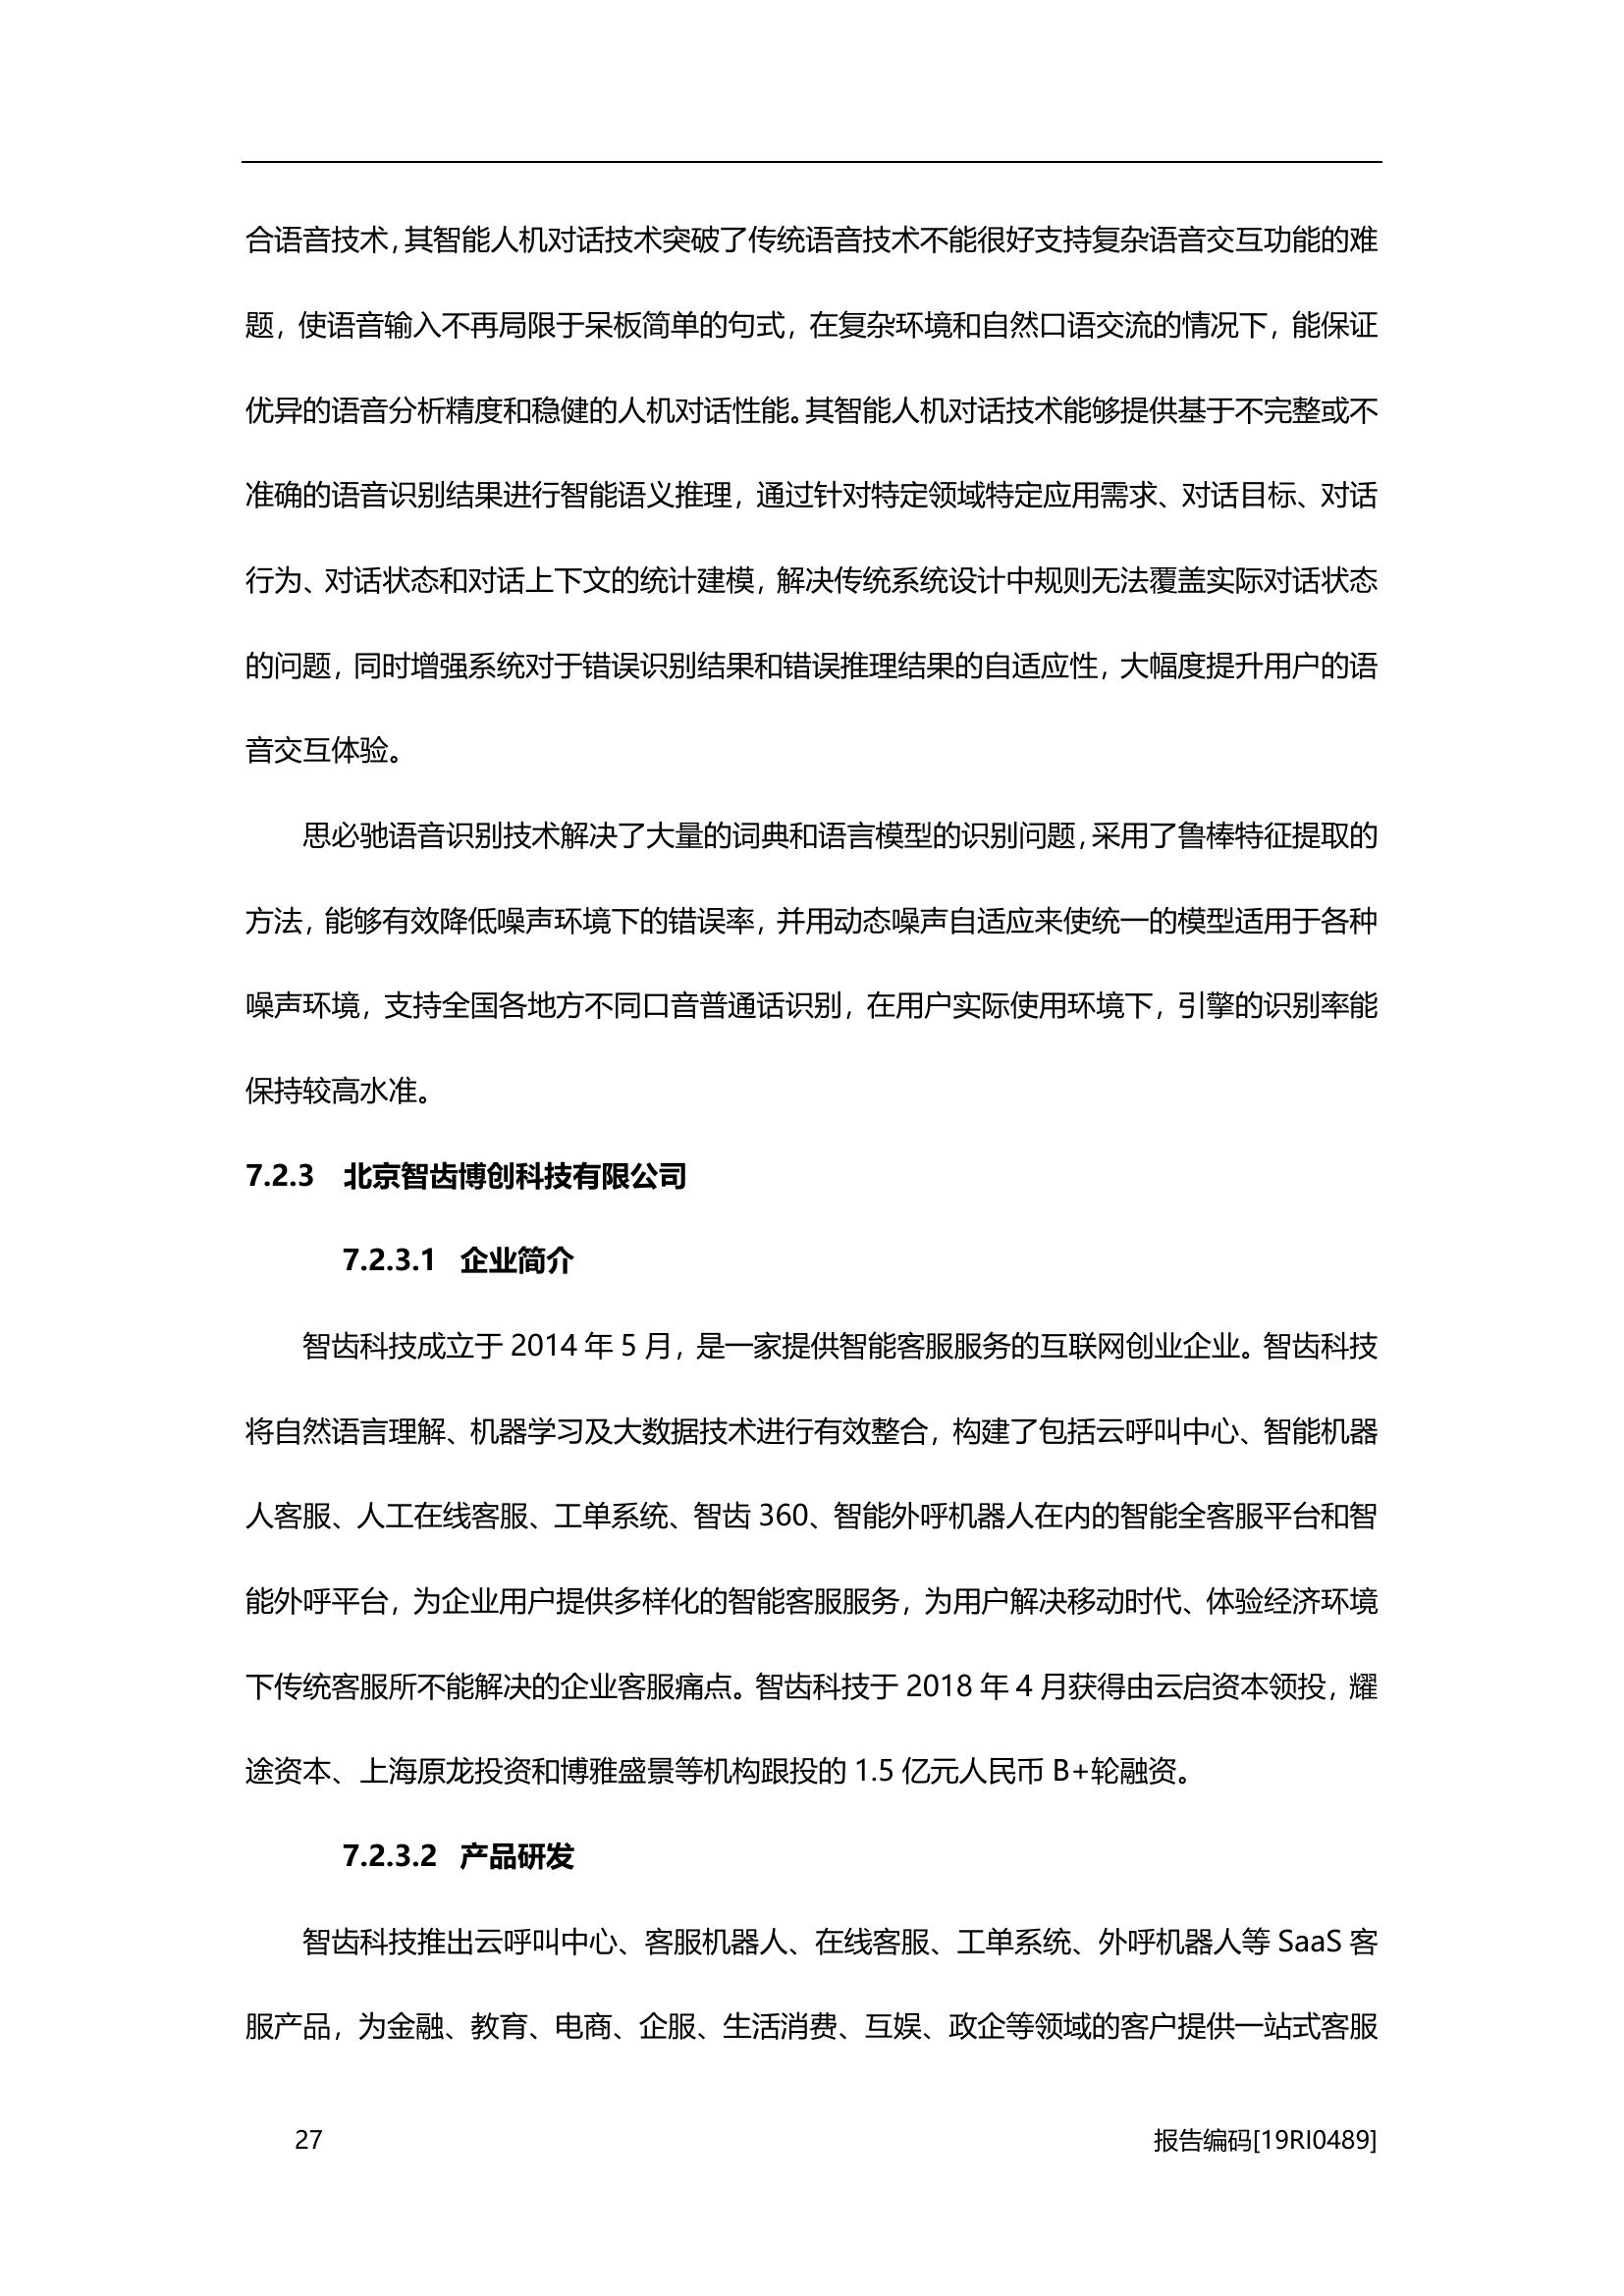 合语音技术，其智能人机对话技术突破了传统语音技术不能很好支持复杂语音交互功能的难
题，使语音输入不再局限于呆板简单的句式，在复杂环境和自然口语交流的情况下，能保证
优异的语音分析精度和稳健的人机对话性能。其智能人机对话技术能够提供基于不完整或不
准确的语音识别结果进行智能语义推理，通过针对特定领域特定应用需求、对话目标、对话
行为、对话状态和对话上下文的统计建模，解决传统系统设计中规则无法覆盖实际对话状态
的问题，同时增强系统对于错误识别结果和错误推理结果的自适应性，大幅度提升用户的语
音交互体验。
思必驰语音识别技术解决了大量的词典和语言模型的识别问题，采用了鲁棒特征提取的
方法，能够有效降低噪声环境下的错误率，并用动态噪声自适应来使统一的模型适用于各种
噪声环境，支持全国各地方不同口音普通话识别，在用户实际使用环境下，引擎的识别率能
保持较高水准。
7.2.3 北京智齿博创科技有限公司
7.2.3.1 企业简介
智齿科技成立于 2014 年 5 月，是一家提供智能客服服务的互联网创业企业。智齿科技
将自然语言理解、机器学习及大数据技术进行有效整合，构建了包括云呼叫中心、智能机器
人客服、人工在线客服、工单系统、智齿 360、智能外呼机器人在内的智能全客服平台和智
能外呼平台，为企业用户提供多样化的智能客服服务，为用户解决移动时代、体验经济环境
下传统客服所不能解决的企业客服痛点。智齿科技于 2018 年 4 月获得由云启资本领投，耀
途资本、上海原龙投资和博雅盛景等机构跟投的 1.5 亿元人民币 B+轮融资。
7.2.3.2 产品研发
智齿科技推出云呼叫中心、客服机器人、在线客服、工单系统、外呼机器人等 SaaS 客
服产品，为金融、教育、电商、企服、生活消费、互娱、政企等领域的客户提供一站式客服
27 报告编码[19RI0489]